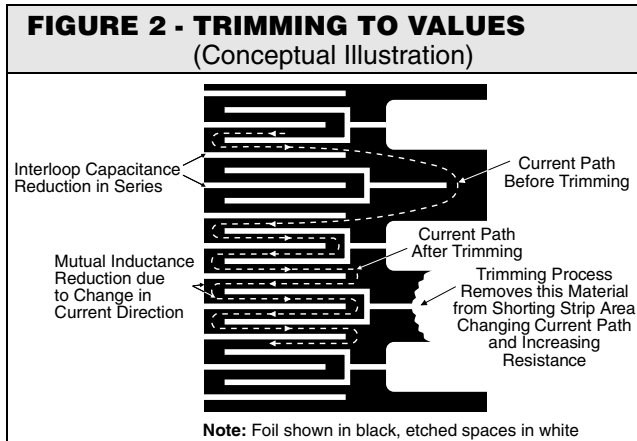 FIGURE 2 - TRIMMING TO VALUES
(Conceptual Illustration)
Interloop Capacitance
Reduction in Series
Current Path
Before Trimming
Current Path
After Trimming
Mutual Inductance
Reduction due
to Change in
Current Direction
Trimming Process
Removes this Material
from Shorting Strip Area
Changing Current Path
and Increasing
Resistance
Note: Foil shown in black, etched spaces in white